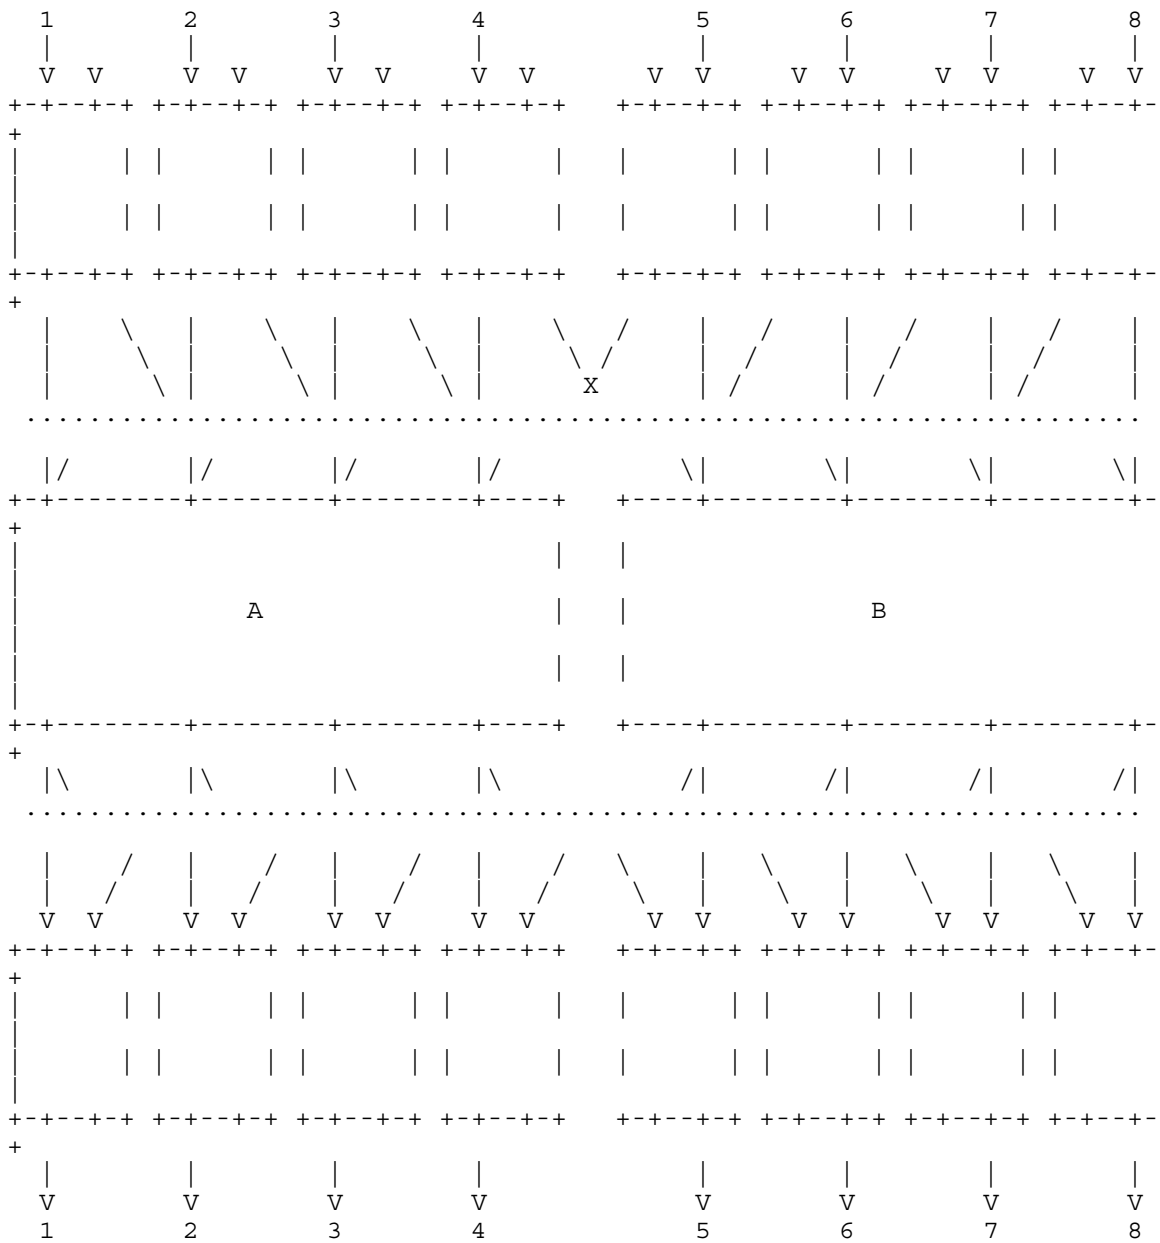 1        2        3        4             5        6        7        8
  |        |        |        |             |        |        |        |
  V  V     V  V     V  V     V  V       V  V     V  V     V  V     V  V
+-+--+-+ +-+--+-+ +-+--+-+ +-+--+-+   +-+--+-+ +-+--+-+ +-+--+-+ +-+--+-
+
|      | |      | |      | |      |   |      | |      | |      | |
|
|      | |      | |      | |      |   |      | |      | |      | |
|
+-+--+-+ +-+--+-+ +-+--+-+ +-+--+-+   +-+--+-+ +-+--+-+ +-+--+-+ +-+--+-
+
  |    \   |    \   |    \   |    \   /    |   /    |   /    |   /    |
  |     \  |     \  |     \  |     \ /     |  /     |  /     |  /     |
  |      \ |      \ |      \ |      X      | /      | /      | /      |
 .......................................................................
  |/       |/       |/       |/           \|       \|       \|       \|
+-+--------+--------+--------+----+   +----+--------+--------+--------+-
+
|                                 |   |
|
|              A                  |   |               B
|
|                                 |   |
|
+-+--------+--------+--------+----+   +----+--------+--------+--------+-
+
  |\       |\       |\       |\           /|       /|       /|       /|
 .......................................................................
  |    /   |    /   |    /   |    /   \    |   \    |   \    |   \    |
  |   /    |   /    |   /    |   /     \   |    \   |    \   |    \   |
  V  V     V  V     V  V     V  V       V  V     V  V     V  V     V  V
+-+--+-+ +-+--+-+ +-+--+-+ +-+--+-+   +-+--+-+ +-+--+-+ +-+--+-+ +-+--+-
+
|      | |      | |      | |      |   |      | |      | |      | |
|
|      | |      | |      | |      |   |      | |      | |      | |
|
+-+--+-+ +-+--+-+ +-+--+-+ +-+--+-+   +-+--+-+ +-+--+-+ +-+--+-+ +-+--+-
+
  |        |        |        |             |        |        |        |
  V        V        V        V             V        V        V        V
  1        2        3        4             5        6        7        8